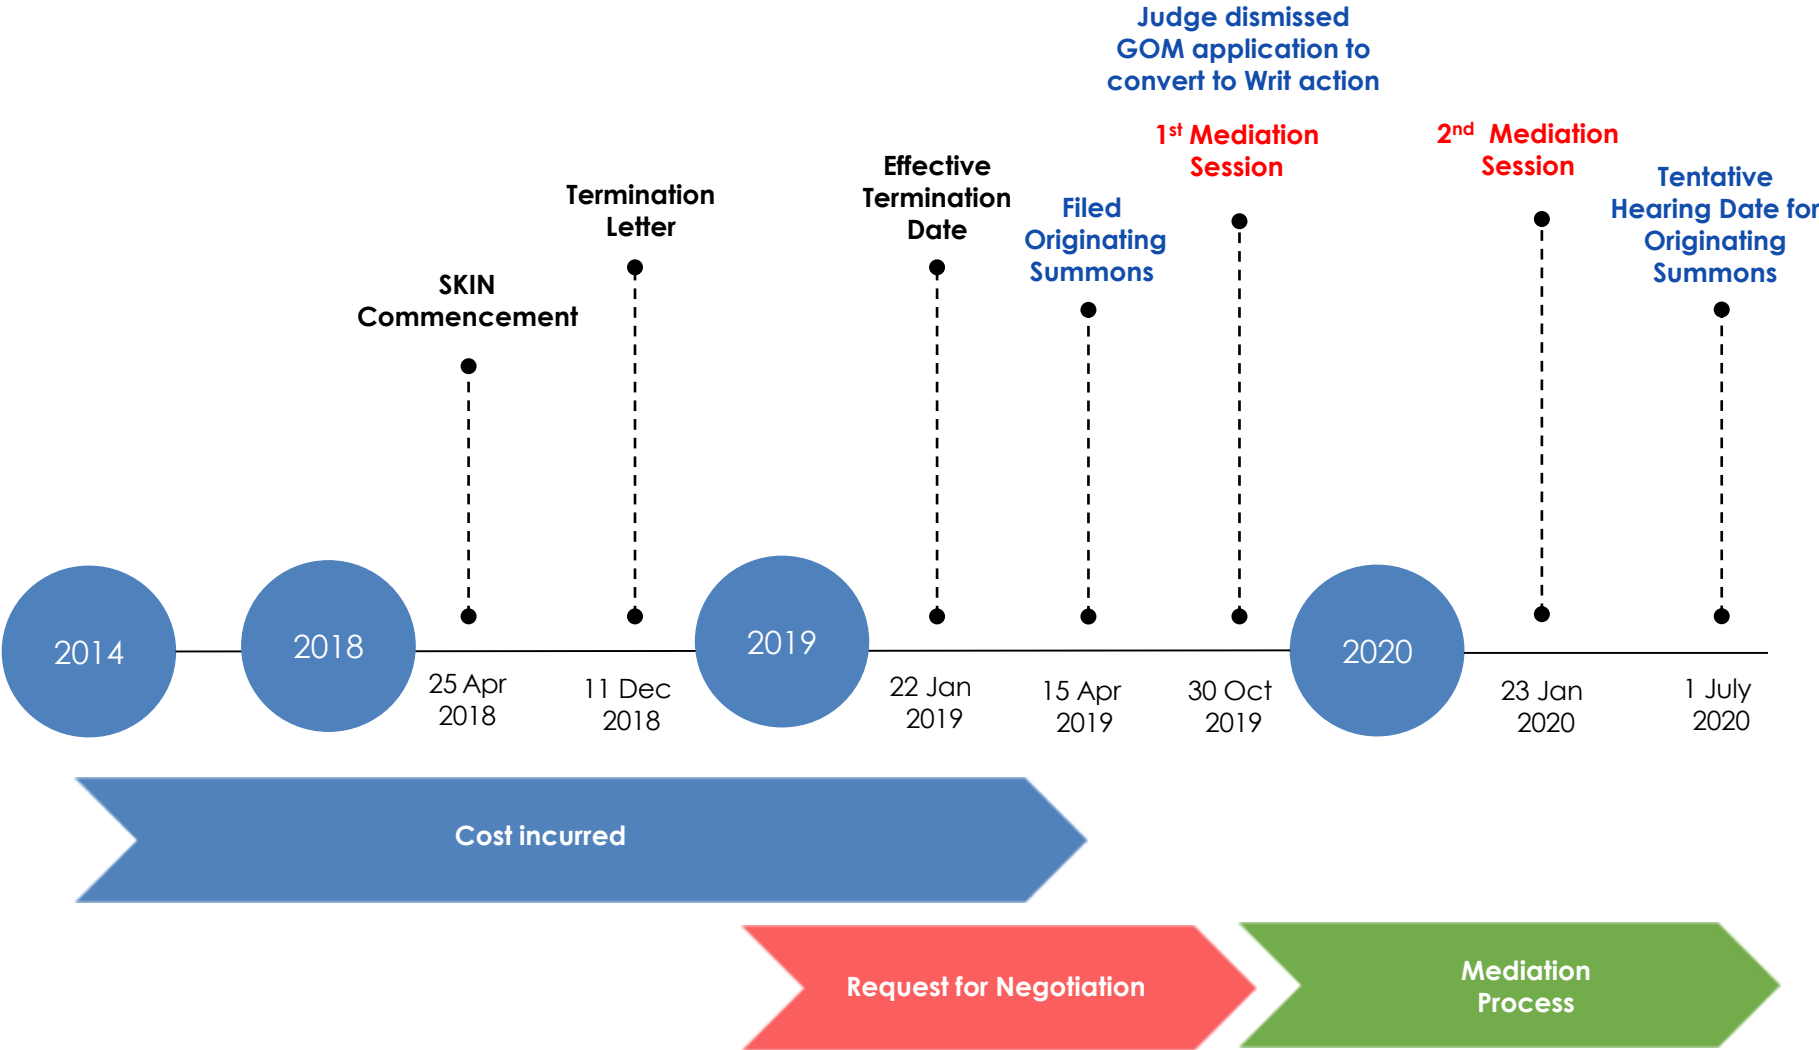 Judge dismissed
GOM application to
convert to Writ action
1st Mediation
Session
2nd Mediation
Session
Effective
Termination
Date
Tentative
Hearing Date for
Originating
Summons
Termination
Letter
Filed
Originating
Summons
SKIN
Commencement
2014
2018
2019
2020
25 Apr
2018
11 Dec
2018
22 Jan
2019
15 Apr
2019
30 Oct
2019
23 Jan
2020
1 July
2020
Cost incurred
Request for Negotiation
Mediation
Process